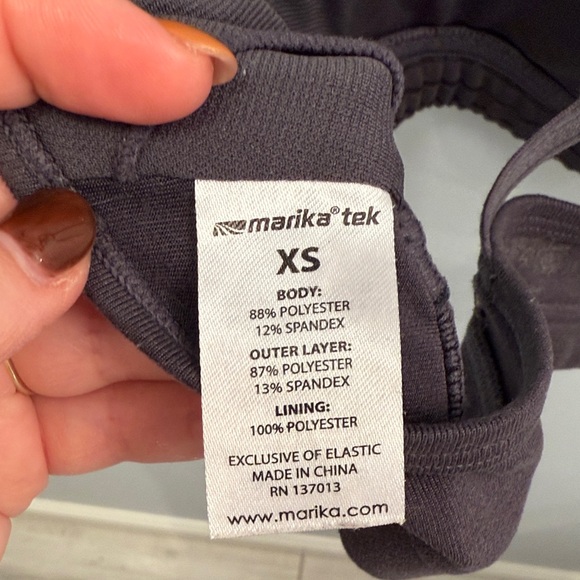 marika® tek
XS
BODY:
88% POLYESTER
12% SPANDEX
OUTER LAYER:
87% POLYESTER
13% SPANDEX
LINING:
100% POLYESTER
EXCLUSIVE OF ELASTIC
MADE IN CHINA
RN 137013
www.marika.com